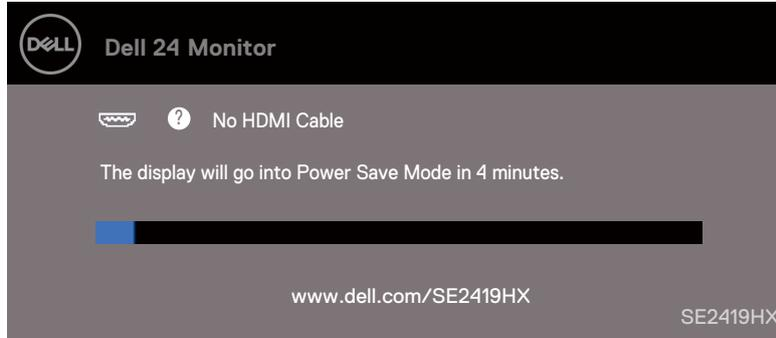 DELL
Dell 24 Monitor
? No HDMI Cable
The display will go into Power Save Mode in 4 minutes.
www.dell.com/SE2419HX
SE2419HX